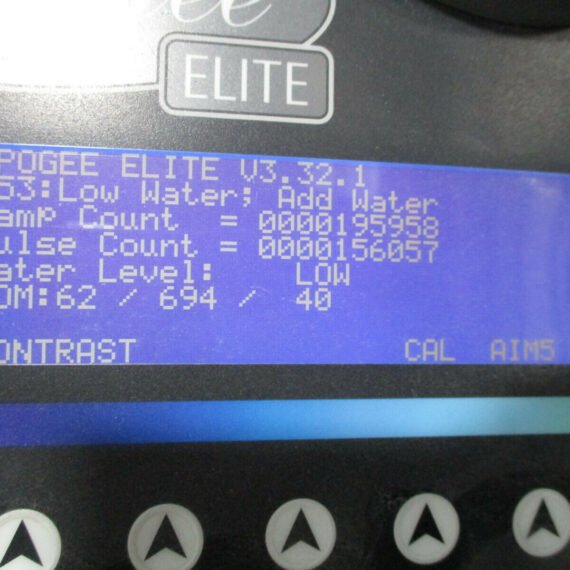 ee
ELITE
POGEE ELITE V3.32.1
53:Low Water; Add Water
amp Count = 0000195958
ulse Count = 0000156057
ater Level: LOW
OM:62 / 694 / 40
ONTRAST CAL AIM5